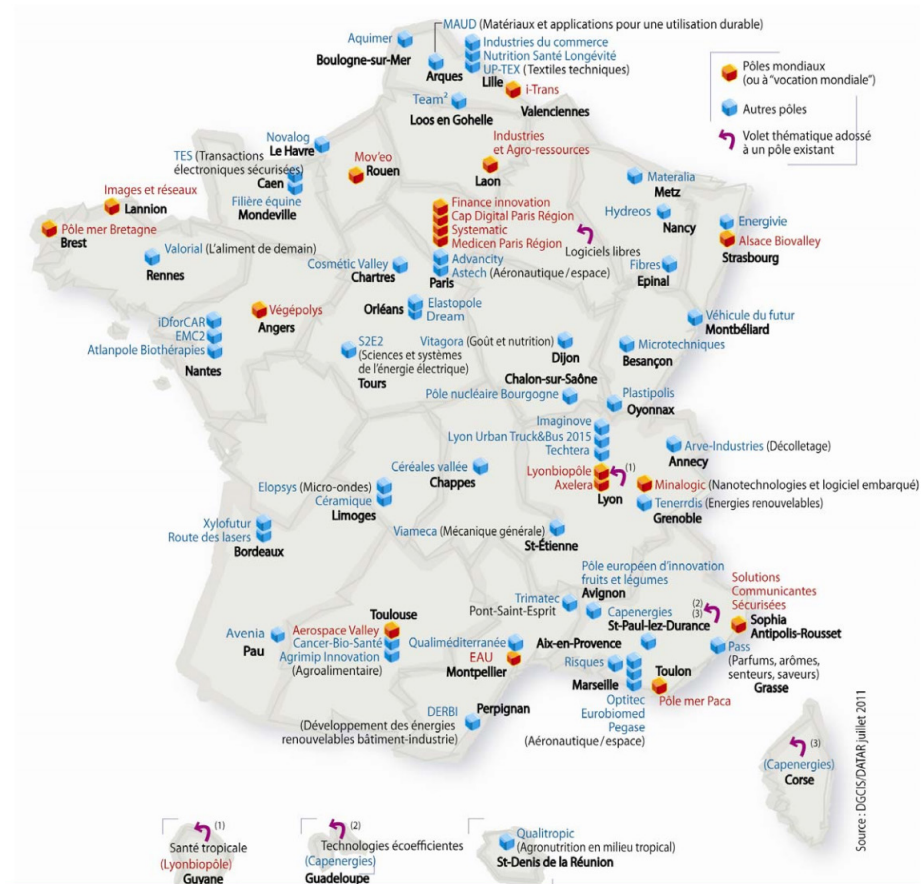 MAUD (Matériaux et applications pour une utilisation durable)
Aquimer
Boulogne-sur-Mer
Arques
Industries du commerce
Nutrition Santé Longévité
UP-TEX (Textiles techniques)
Lille
i-Trans
Valenciennes
Team²
Loos en Gohelle
Pôles mondiaux
(ou à "vocation mondiale")
Autres pôles
Volet thématique adossé
à un pôle existant
Novalog
Le Havre
TES (Transactions
électroniques sécurisées)
Caen
Filière équine
Mondeville
Mov'eo
Rouen
Industries
et Agro-ressources
Laon
Materalia
Metz
Hydreos
Nancy
Energivie
Alsace Biovalley
Strasbourg
Fibres
Epinal
Images et réseaux
Lannion
Pôle mer Bretagne
Brest
Valorial (L'aliment de demain)
Rennes
Finance innovation
Cap Digital Paris Région
Systematic
Medicen Paris Région
Advancity
Astech (Aéronautique/espace)
Paris
Logiciels libres
Cosmétic Valley
Chartres
Orléans
Elastopole
Dream
Végépolys
Angers
iDforCAR
EMC2
Atlanpole Biothérapies
Nantes
S2E2
(Sciences et systèmes
de l'énergie électrique)
Tours
Vitagora (Goût et nutrition)
Dijon
Véhicule du futur
Montbéliard
Microtechniques
Besançon
Chalon-sur-Saône
Pôle nucléaire Bourgogne
Plastipolis
Oyonnax
Imaginove
Lyon Urban Truck&Bus 2015
Techtera
Lyonbiopôle
(1)
Axelera
Lyon
Arve-Industries (Décolletage)
Annecy
Minalogic (Nanotechnologies et logiciel embarqué)
Tenerrdis (Energies renouvelables)
Grenoble
Céréales vallée
Chappes
Elopsys (Micro-ondes)
Céramique
Limoges
Xylofutur
Route des lasers
Bordeaux
Viameca (Mécanique générale)
St-Étienne
Pôle européen d'innovation
fruits et légumes
Avignon
Trimatec
Pont-Saint-Esprit
Capenergies
(2)
(3)
St-Paul-lez-Durance
Solutions
Communicantes
Sécurisées
Sophia
Antipolis-Rousset
Toulouse
Aerospace Valley
Cancer-Bio-Santé
Agrimip Innovation
(Agroalimentaire)
Avenia
Pau
Qualiméditerranée
EAU
Montpellier
Aix-en-Provence
Risques
Marseille
Optitec
Eurobiomed
Pegase
(Aéronautique/espace)
Toulon
Pôle mer Paca
Pass
(Parfums, arômes,
senteurs, saveurs)
Grasse
DERBI
Perpignan
(Développement des énergies
renouvelables bâtiment-industrie)
(3)
(Capenergies)
Corse
Source : DGCIS/DATAR juillet 2011
(1)
Santé tropicale
(Lyonbiopôle)
Guyane
(2)
Technologies écoefficientes
(Capenergies)
Guadeloupe
Qualitropic
(Agronutrition en milieu tropical)
St-Denis de la Réunion